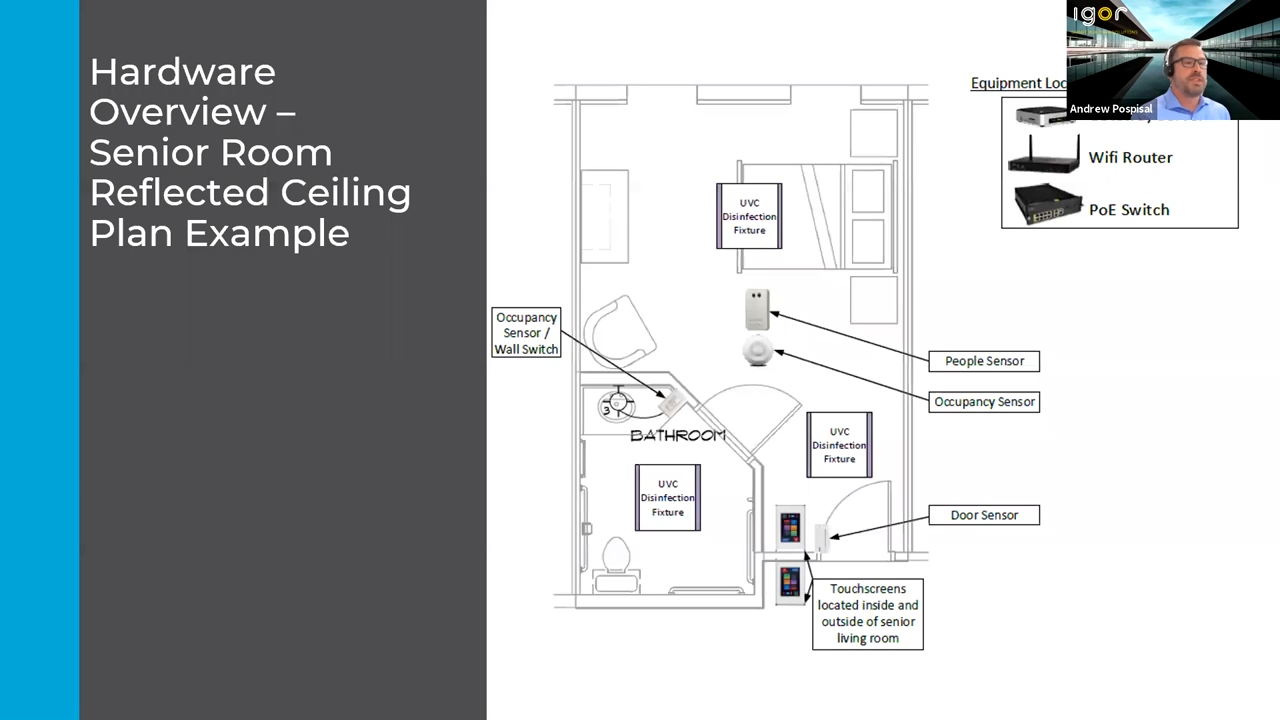 Hardware
Overview –
Senior Room
Reflected Ceiling
Plan Example
igor
Andrew Pospisal
Equipment
Wifi Router
PoE Switch
UVC
Disinfection
Fixture
Occupancy
Sensor /
Wall Switch
People Sensor
Occupancy Sensor
3
BATHROOM
UVC
Disinfection
Fixture
UVC
Disinfection
Fixture
Door Sensor
Touchscreens
located inside and
outside of senior
living room